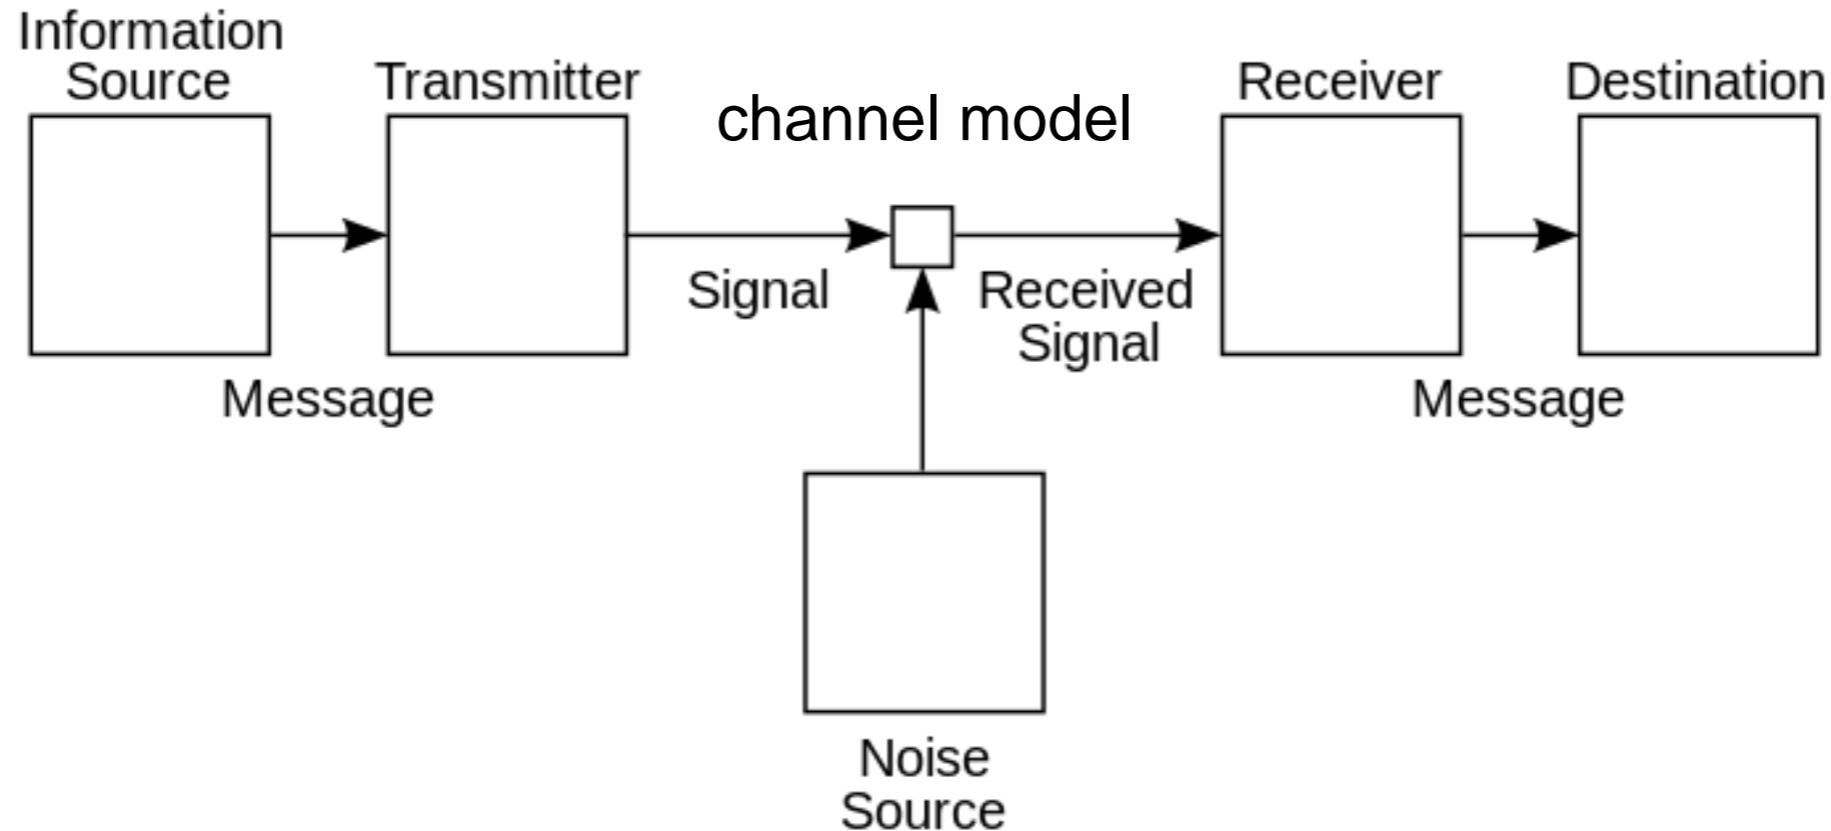 Information
Source
Transmitter
channel model
Receiver
Destination
Signal
Received
Signal
Message
Message
Noise
Source